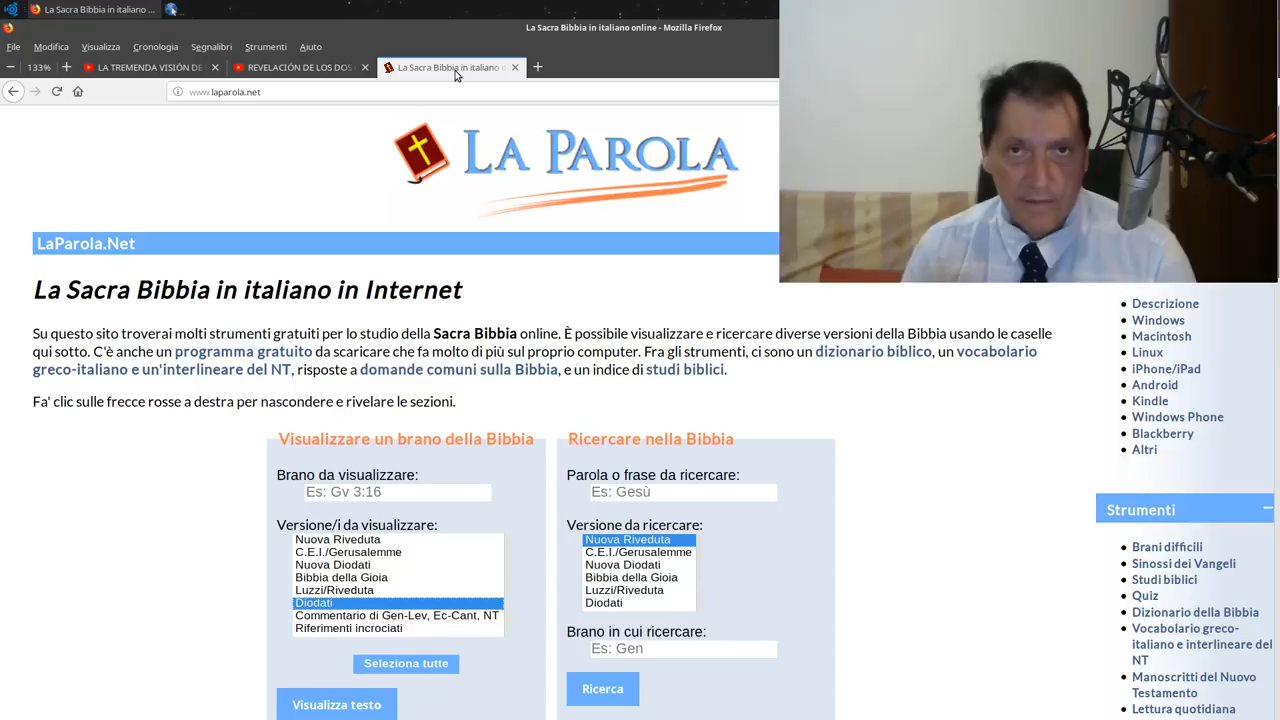 La Sacra Bibbia in italiano ...
La Sacra Bibbia in italiano online - Mozilla Firefox
File Modifica Visualizza Cronologia Segnalibri Strumenti Aiuto
133% LA TREMENDA VISIÓN DE REVELACIÓN DE LOS DOS La Sacra Bibbia in italiano
www.laparola.net
LA PAROLA
LaParola.Net
La Sacra Bibbia in italiano in Internet
Su questo sito troverai molti strumenti gratuiti per lo studio della Sacra Bibbia online. È possibile visualizzare e ricercare diverse versioni della Bibbia usando le caselle
qui sotto. C'è anche un programma gratuito da scaricare che fa molto di più sul proprio computer. Fra gli strumenti, ci sono un dizionario biblico, un vocabolario
greco-italiano e un'interlineare del NT, risposte a domande comuni sulla Bibbia, e un indice di studi biblici.
Fa' clic sulle frecce rosse a destra per nascondere e rivelare le sezioni.
Visualizzare un brano della Bibbia
Brano da visualizzare:
Es: Gv 3:16
Versione/i da visualizzare:
Nuova Riveduta
C.E.I./Gerusalemme
Nuova Diodati
Bibbia della Gioia
Luzzi/Riveduta
Diodati
Commentario di Gen-Lev, Ec-Cant, NT
Riferimenti incrociati
Seleziona tutte
Visualizza testo
Ricercare nella Bibbia
Parola o frase da ricercare:
Es: Gesù
Versione da ricercare:
Nuova Riveduta
C.E.I./Gerusalemme
Nuova Diodati
Bibbia della Gioia
Luzzi/Riveduta
Diodati
Brano in cui ricercare:
Es: Gen
Ricerca
Descrizione
Windows
Macintosh
Linux
iPhone/iPad
Android
Kindle
Windows Phone
Blackberry
Altri
Strumenti
Brani difficili
Sinossi dei Vangeli
Studi biblici
Quiz
Dizionario della Bibbia
Vocabolario greco-
italiano e interlineare del
NT
Manoscritti del Nuovo
Testamento
Lettura quotidiana